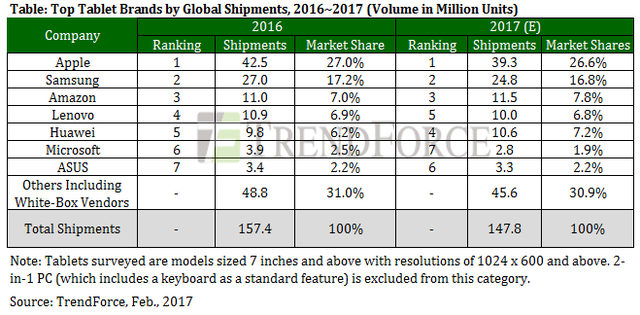 Table: Top Tablet Brands by Global Shipments, 2016~2017 (Volume in Million Units)
Company 2016 2017 (E)
Ranking Shipments Market Share Ranking Shipments Market Shares
Apple 1 42.5 27.0% 1 39.3 26.6%
Samsung 2 27.0 17.2% 2 24.8 16.8%
Amazon 3 11.0 7.0% 3 11.5 7.8%
Lenovo 4 10.9 6.9% 5 10.0 6.8%
Huawei 5 9.8 6.2% 4 10.6 7.2%
Microsoft 6 3.9 2.5% 7 2.8 1.9%
ASUS 7 3.4 2.2% 6 3.3 2.2%
Others Including
White-Box Vendors - 48.8 31.0% - 45.6 30.9%
Total Shipments - 157.4 100% - 147.8 100%
TRENDFORCE
Note: Tablets surveyed are models sized 7 inches and above with resolutions of 1024 x 600 and above. 2-
in-1 PC (which includes a keyboard as a standard feature) is excluded from this category.
Source: TrendForce, Feb., 2017